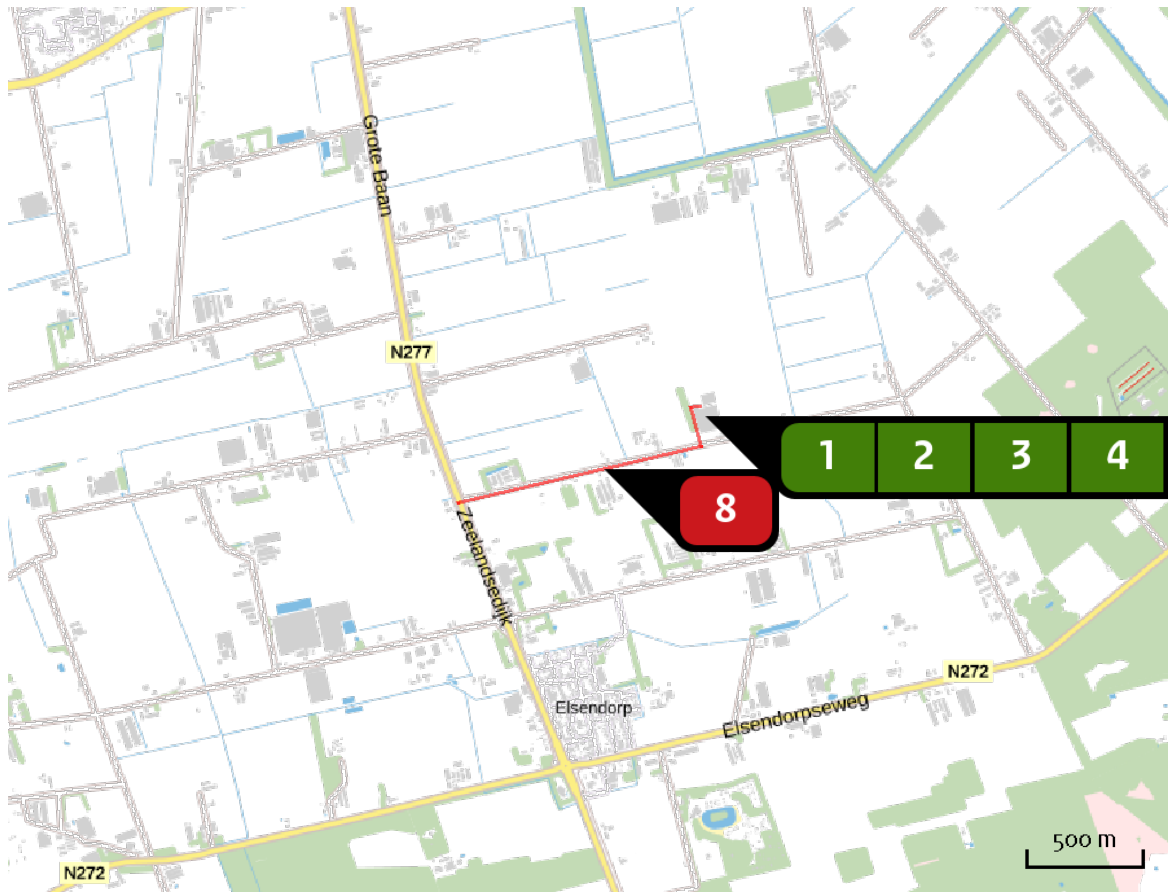 Grote Baan
N277
1 2 3 4
8
Zeelandsedijk
N272
Elsendorp
Elsendorpseweg
500 m
N272